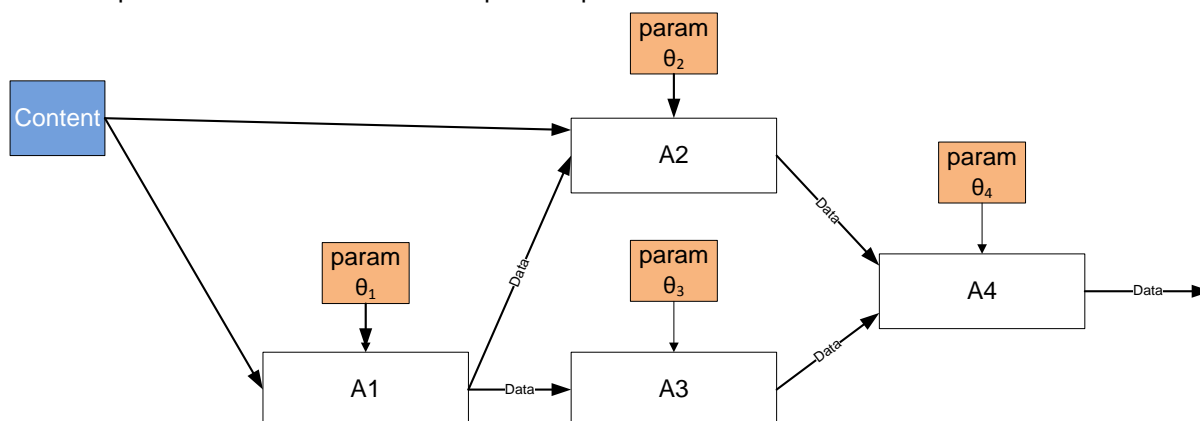 param
θ2
Content
A2
Data
param
θ4
Data
param
θ1
param
θ3
A4
Data
Data
A1
Data
A3